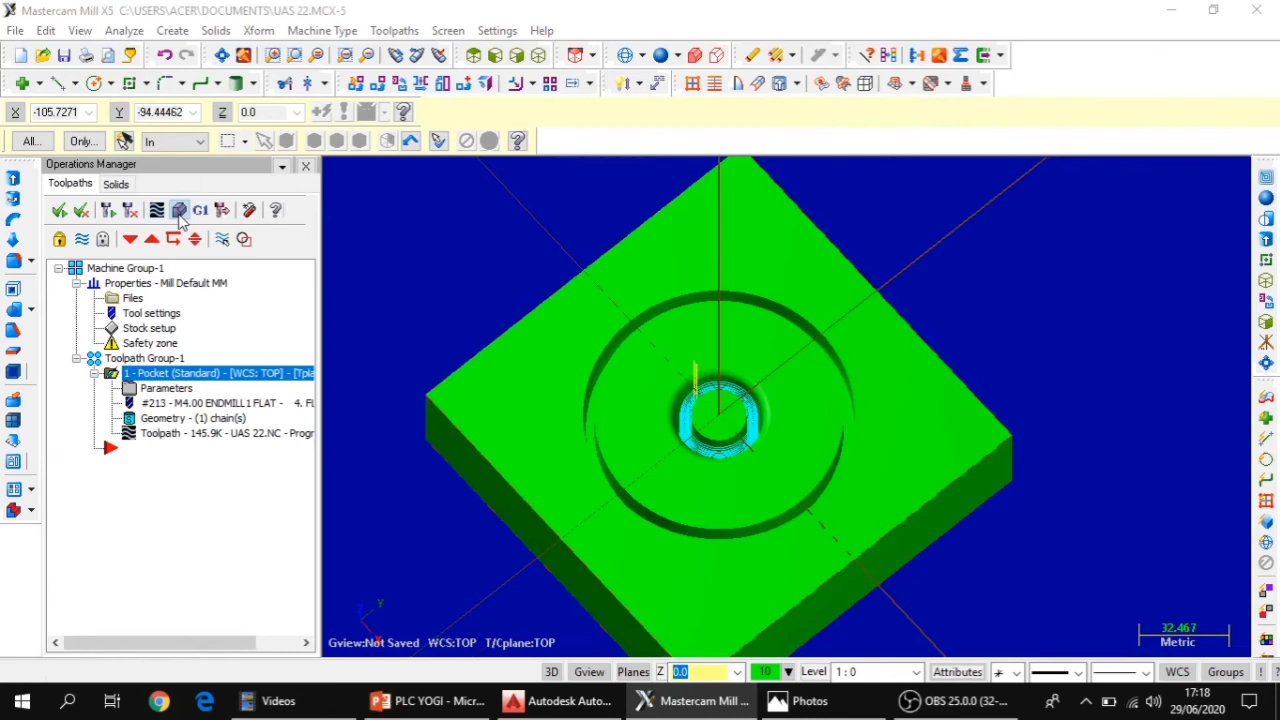 Mastercam Mill X5 C:\USERS\ACER\DOCUMENTS\UAS 22.MCX-5
File Edit View Analyze Create Solids Xform Machine Type Toolpaths Screen Settings Help
X -105.7271 Y -94.44462 Z 0.0
All... Only... In
Operations Manager
Toolpaths Solids
G1
Machine Group-1
Properties - Mill Default MM
Files
Tool settings
Stock setup
Safety zone
Toolpath Group-1
1 - Pocket (Standard) - [WCS: TOP] - [Tpla
Parameters
#213 - M4.00 ENDMILL1 FLAT - 4. FL
Geometry - (1) chain(s)
Toolpath - 145.9K - UAS 22.NC - Progr
Y
X
Gview:Not Saved WCS:TOP T/Cplane:TOP
32.467
Metric
3D Gview Planes Z 0.0 10 Level 1 : 0 Attributes WCS Groups ! ?
Videos PLC YOGI - Micr... Autodesk Auto... Mastercam Mill ... Photos OBS 25.0.0 (32-...
17:18
29/06/2020